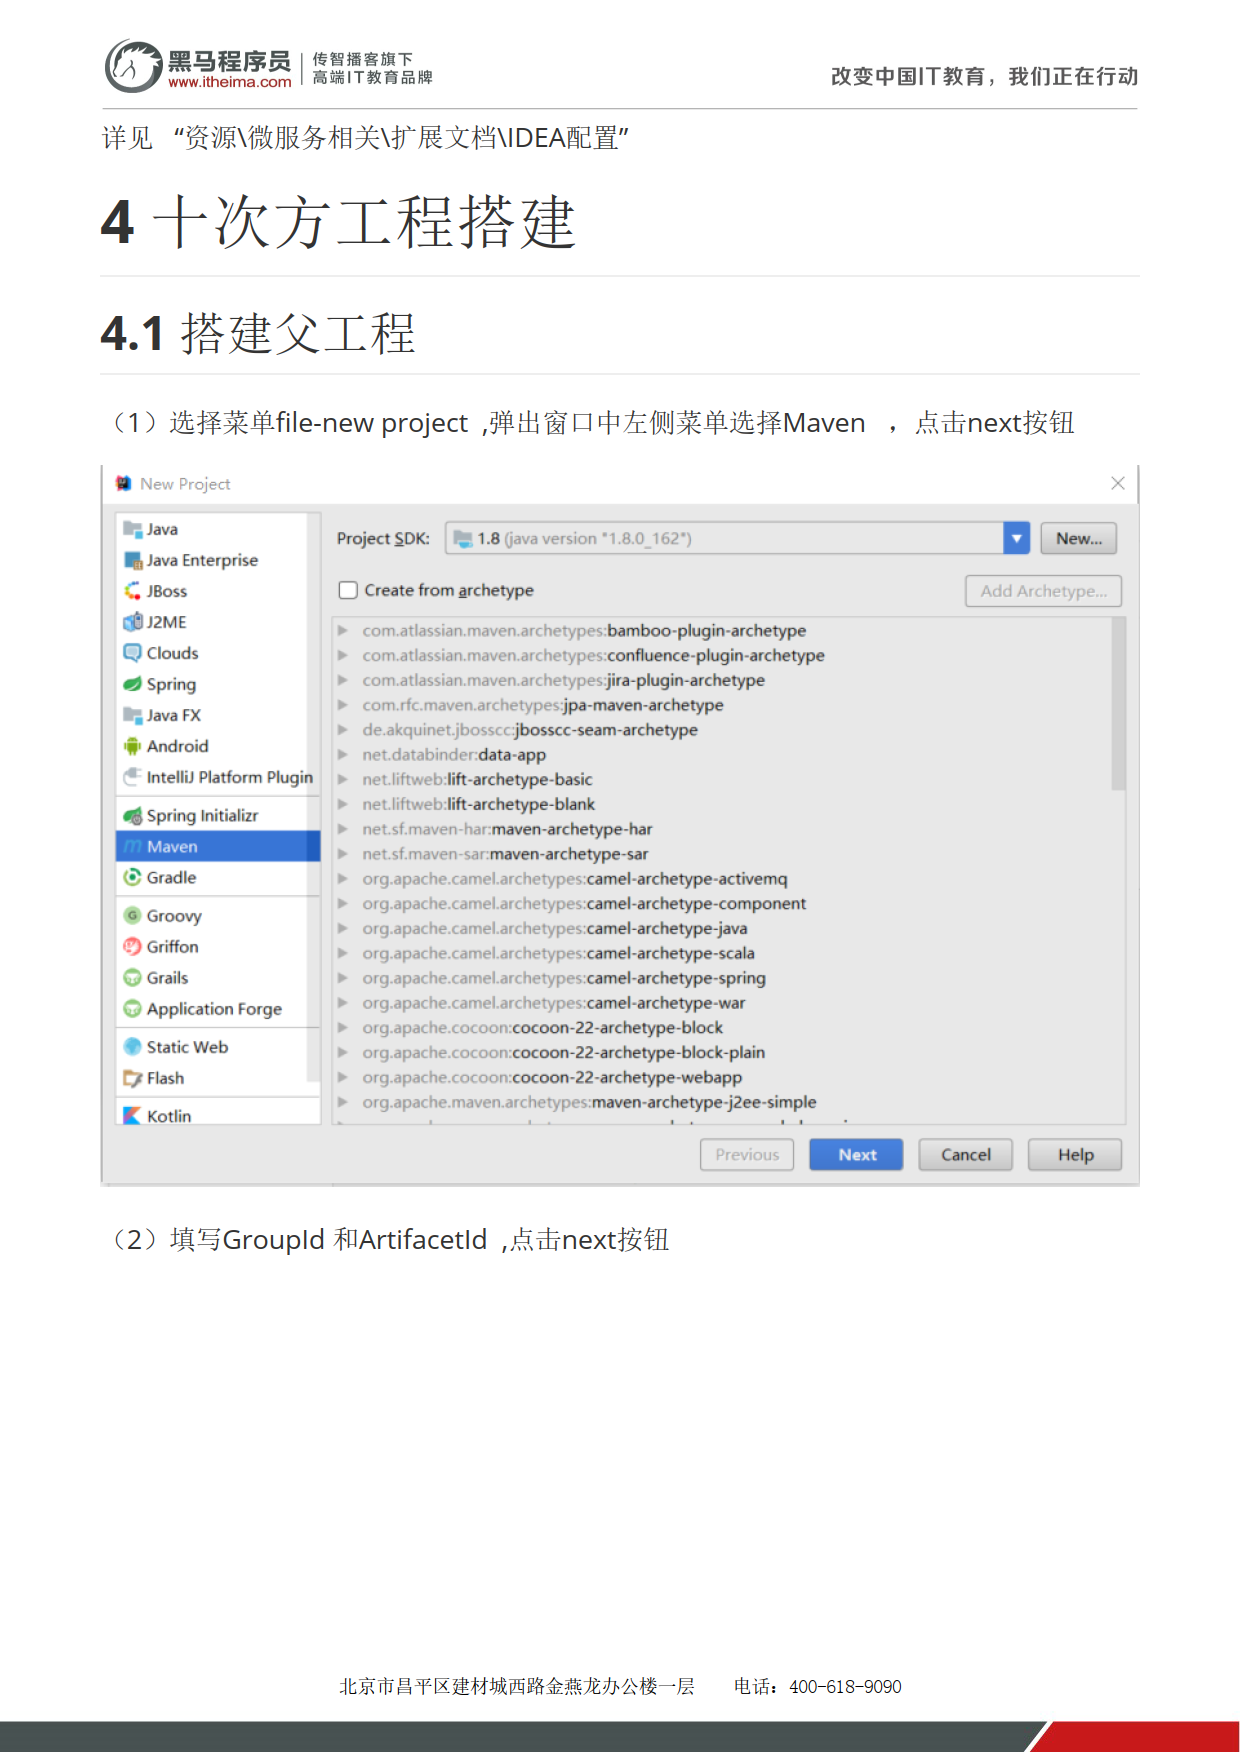 黑马程序员
www.itheima.com
传智播客旗下
高端IT教育品牌
改变中国IT教育，我们正在行动
详见 “资源\微服务相关\扩展文档\IDEA配置”
4 十次方工程搭建
4.1 搭建父工程
（1）选择菜单file-new project ,弹出窗口中左侧菜单选择Maven ，点击next按钮
New Project
Java
Java Enterprise
JBoss
J2ME
Clouds
Spring
Java FX
Android
IntelliJ Platform Plugin
Spring Initializr
Maven
Gradle
Groovy
Griffon
Grails
Application Forge
Static Web
Flash
Kotlin
Project SDK: 1.8 (java version "1.8.0_162") New...
Create from archetype Add Archetype...
com.atlassian.maven.archetypes:bamboo-plugin-archetype
com.atlassian.maven.archetypes:confluence-plugin-archetype
com.atlassian.maven.archetypes:jira-plugin-archetype
com.rfc.maven.archetypes:jpa-maven-archetype
de.akquinet.jbosscc:jbosscc-seam-archetype
net.databinder:data-app
net.liftweb:lift-archetype-basic
net.liftweb:lift-archetype-blank
net.sf.maven-har:maven-archetype-har
net.sf.maven-sar:maven-archetype-sar
org.apache.camel.archetypes:camel-archetype-activemq
org.apache.camel.archetypes:camel-archetype-component
org.apache.camel.archetypes:camel-archetype-java
org.apache.camel.archetypes:camel-archetype-scala
org.apache.camel.archetypes:camel-archetype-spring
org.apache.camel.archetypes:camel-archetype-war
org.apache.cocoon:cocoon-22-archetype-block
org.apache.cocoon:cocoon-22-archetype-block-plain
org.apache.cocoon:cocoon-22-archetype-webapp
org.apache.maven.archetypes:maven-archetype-j2ee-simple
Previous Next Cancel Help
（2）填写GroupId 和ArtifacetId ,点击next按钮
北京市昌平区建材城西路金燕龙办公楼一层 电话：400-618-9090